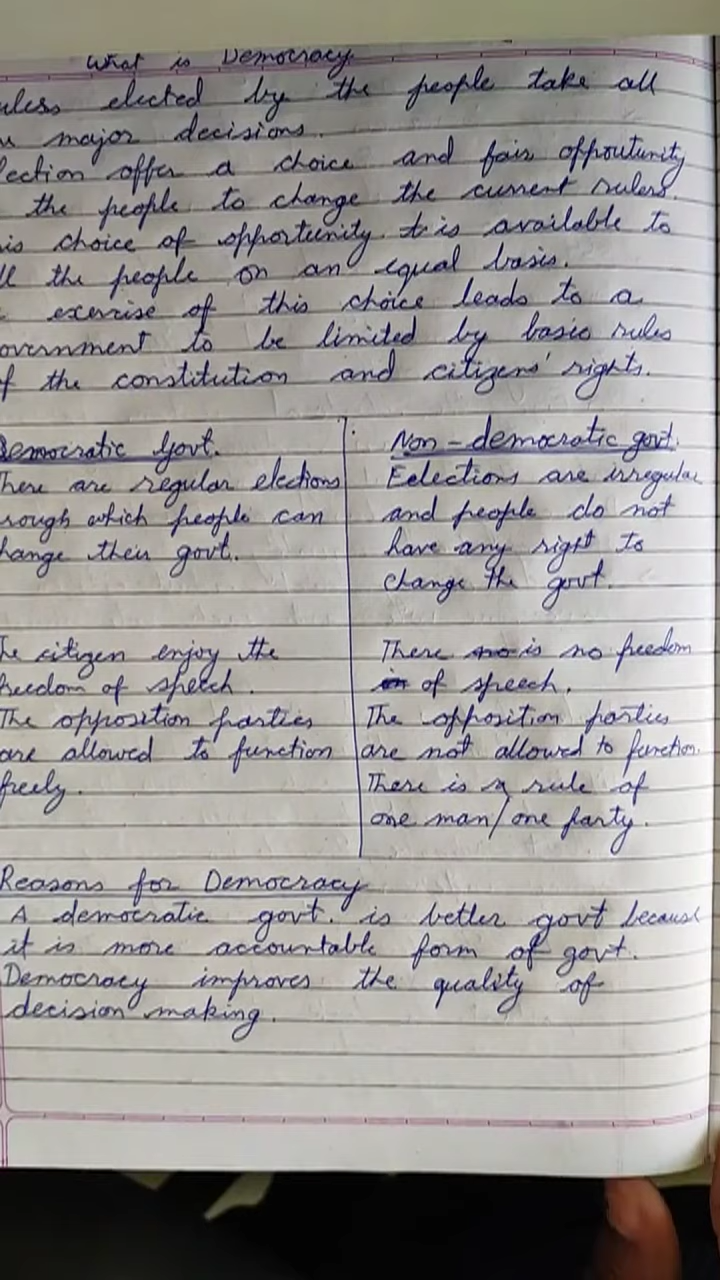 What is Democracy
ules elected by the people take all
major decisions.
lection offer a choice and fair opportunity
the people to change the current rulers.
is choice of opportunity is available to
ll the people on an equal basis.
exercise of this choice leads to a
overnment to be limited by basic rules
f the constitution and citizens' rights.
Democratic Govt.
here are regular elections
rough which people can
hange their govt.
he citizen enjoy the
freedom of speech.
The opposition parties
are allowed to function
freely.
Non-democratic govt.
Eelections are irregular
and people do not
have any right to
change the govt.
There is no freedom
of speech.
The opposition parties
are not allowed to function.
There is a rule of
one man/one party.
Reasons for Democracy
A democratic govt. is better govt because
it is more accountable form of govt.
Democracy improves the quality of
decision making.